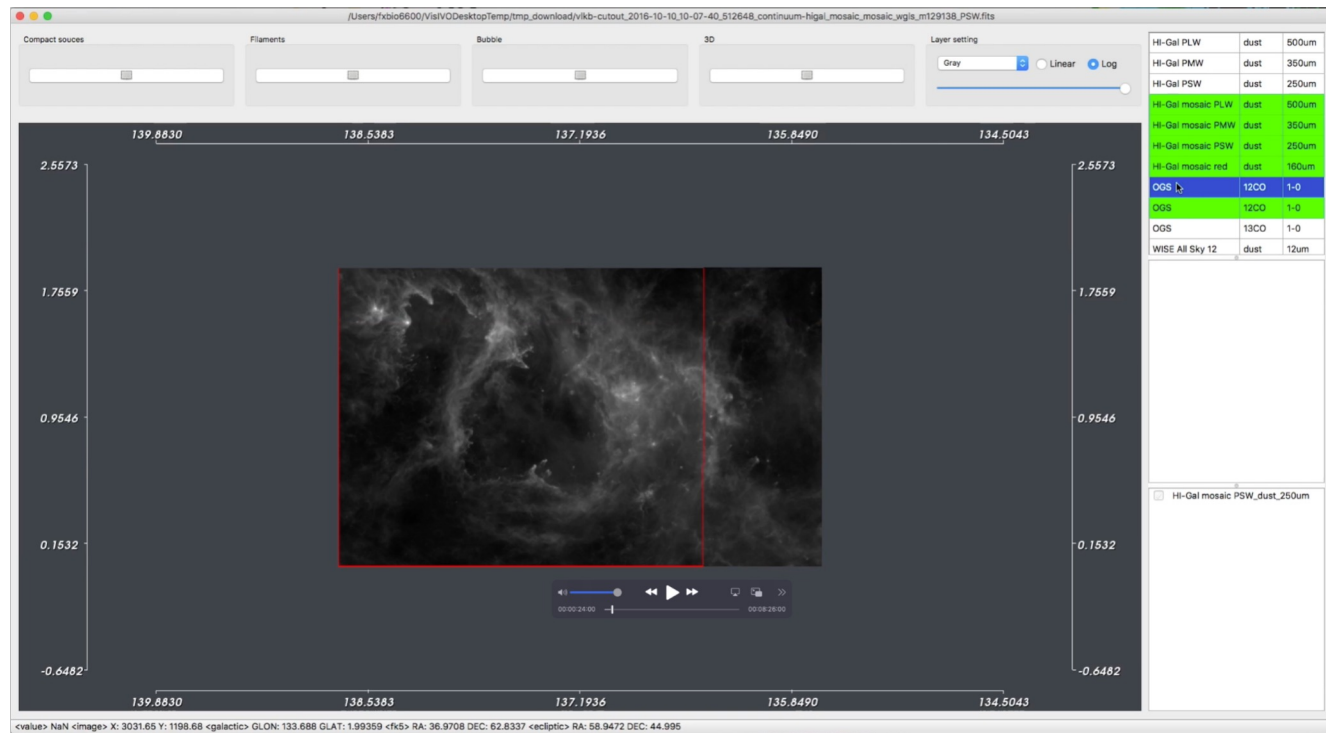 /Users/fxbio6600/VisIVODesktopTemp/tmp_download/vlkb-cutout_2016-10-10_10-07-40_512648_continuum-higal_mosaic_mosaic_wgls_m129138_PSW.fits
Compact souces
Filaments
Bubble
3D
Layer setting
Gray
Linear
Log
HI-Gal PLW dust 500um
HI-Gal PMW dust 350um
HI-Gal PSW dust 250um
HI-Gal mosaic PLW dust 500um
HI-Gal mosaic PMW dust 350um
HI-Gal mosaic PSW dust 250um
HI-Gal mosaic red dust 160um
OGS 12CO 1-0
OGS 12CO 1-0
OGS 13CO 1-0
WISE All Sky 12 dust 12um
139.8830 138.5383 137.1936 135.8490 134.5043
2.5573 2.5573
1.7559 1.7559
0.9546 0.9546
0.1532 0.1532
-0.6482 -0.6482
139.8830 138.5383 137.1936 135.8490 134.5043
HI-Gal mosaic PSW_dust_250um
00:00:24:00 00:08:26:00
<value> NaN <image> X: 3031.65 Y: 1198.68 <galactic> GLON: 133.688 GLAT: 1.99359 <fk5> RA: 36.9708 DEC: 62.8337 <ecliptic> RA: 58.9472 DEC: 44.995